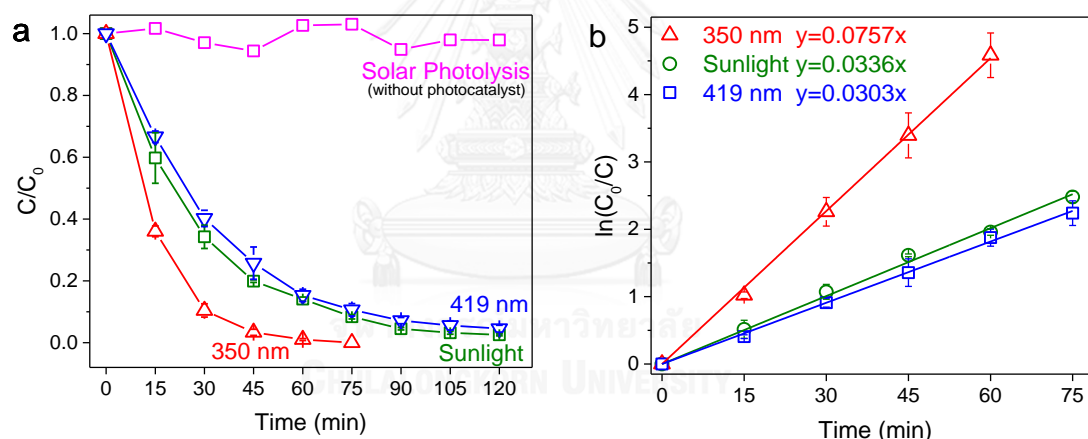 a
1.0
0.8
0.6
0.4
0.2
0.0
C/C0
Solar Photolysis
(without photocatalyst)
419 nm
350 nm
Sunlight
0 15 30 45 60 75 90 105 120
Time (min)
b
5
4
3
2
1
0
ln(C0/C)
350 nm y=0.0757x
Sunlight y=0.0336x
419 nm y=0.0303x
0 15 30 45 60 75
Time (min)
CHULALONGKORN UNIVERSITY